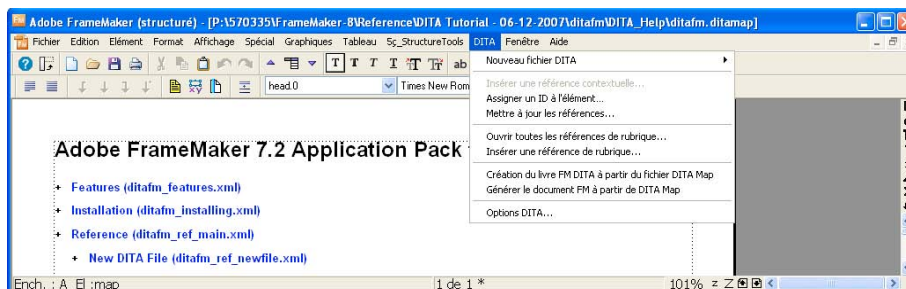 Adobe FrameMaker (structuré) - [P:\570335\FrameMaker-8\Reference\DITA Tutorial - 06-12-2007\ditafm\DITA_Help\ditafm.ditamap]
Fichier Edition Elément Format Affichage Spécial Graphiques Tableau Sç_StructureTools DITA Fenêtre Aide
Nouveau fichier DITA
Insérer une référence contextuelle...
Assigner un ID à l'élément...
Mettre à jour les références...
Ouvrir toutes les références de rubrique...
Insérer une référence de rubrique...
Création du livre FM DITA à partir du fichier DITA Map
Générer le document FM à partir de DITA Map
Options DITA...
head.0 Times New Rom
Adobe FrameMaker 7.2 Application Pack
+ Features (ditafm_features.xml)
+ Installation (ditafm_installing.xml)
+ Reference (ditafm_ref_main.xml)
+ New DITA File (ditafm_ref_newfile.xml)
Ench. : A El :map 1 de 1 * 101% z Z